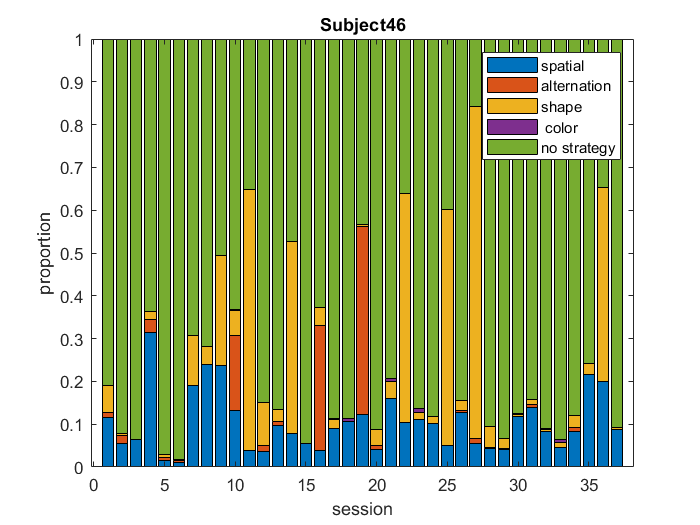 Subject46
1
0.9
0.8
0.7
0.6
0.5
0.4
0.3
0.2
0.1
0
proportion
spatial
alternation
shape
color
no strategy
0 5 10 15 20 25 30 35
session